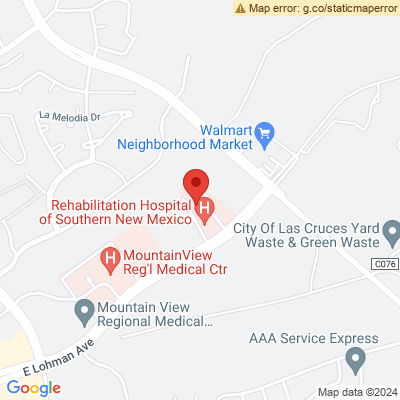 Map error: g.co/staticmaperror
La Melodia Dr
Walmart
Neighborhood Market
Rehabilitation Hospital
of Southern New Mexico
H
City Of Las Cruces Yard
Waste & Green Waste
C076
H
MountainView
Reg'l Medical Ctr
Mountain View
Regional Medical...
E Lohman Ave
AAA Service Express
Google
Map data ©2024